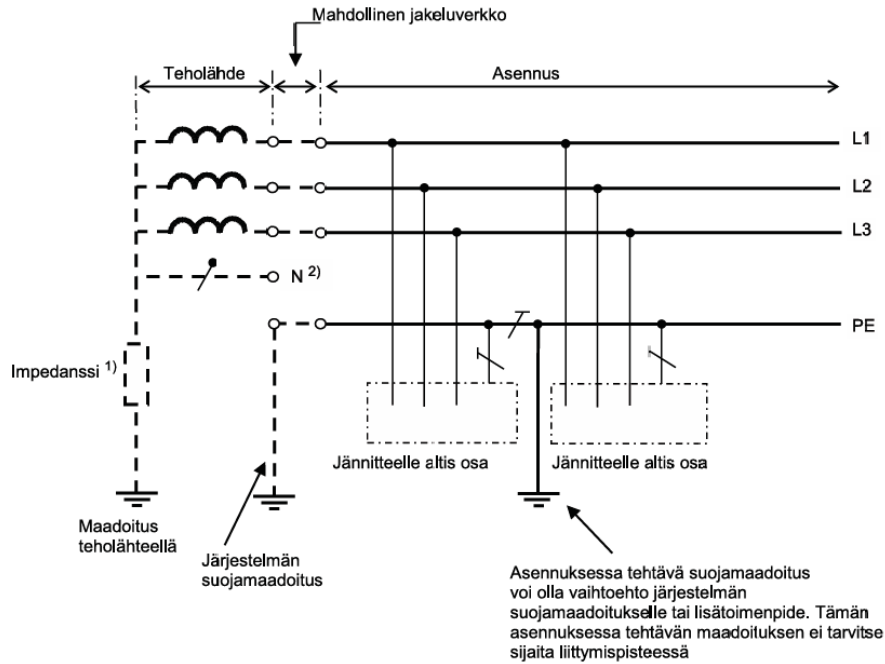 Mahdollinen jakeluverkko
Teholähde
Asennus
L1
L2
L3
N 2)
PE
Impedanssi 1)
Jännitteelle altis osa
Jännitteelle altis osa
Maadoitus
teholähteellä
Järjestelmän
suojamaadoitus
Asennuksessa tehtävä suojamaadoitus
voi olla vaihtoehto järjestelmän
suojamaadoitukselle tai lisätoimenpide. Tämän
asennuksessa tehtävän maadoituksen ei tarvitse
sijaita liittymispisteessä